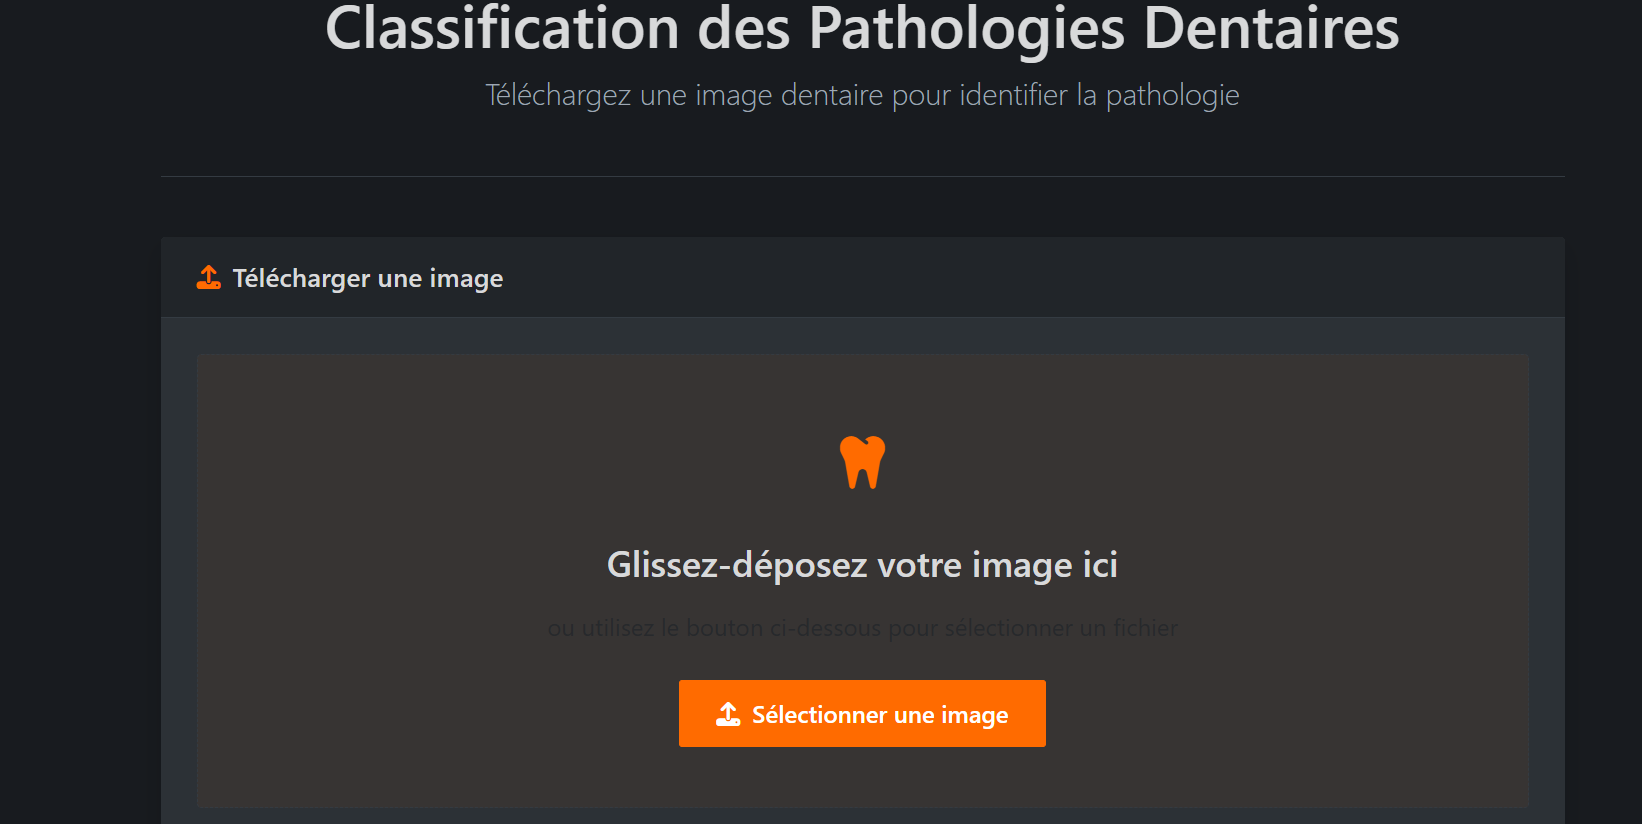 Classification des Pathologies Dentaires
Téléchargez une image dentaire pour identifier la pathologie
Télécharger une image
Glissez-déposez votre image ici
ou utilisez le bouton ci-dessous pour sélectionner un fichier
Sélectionner une image